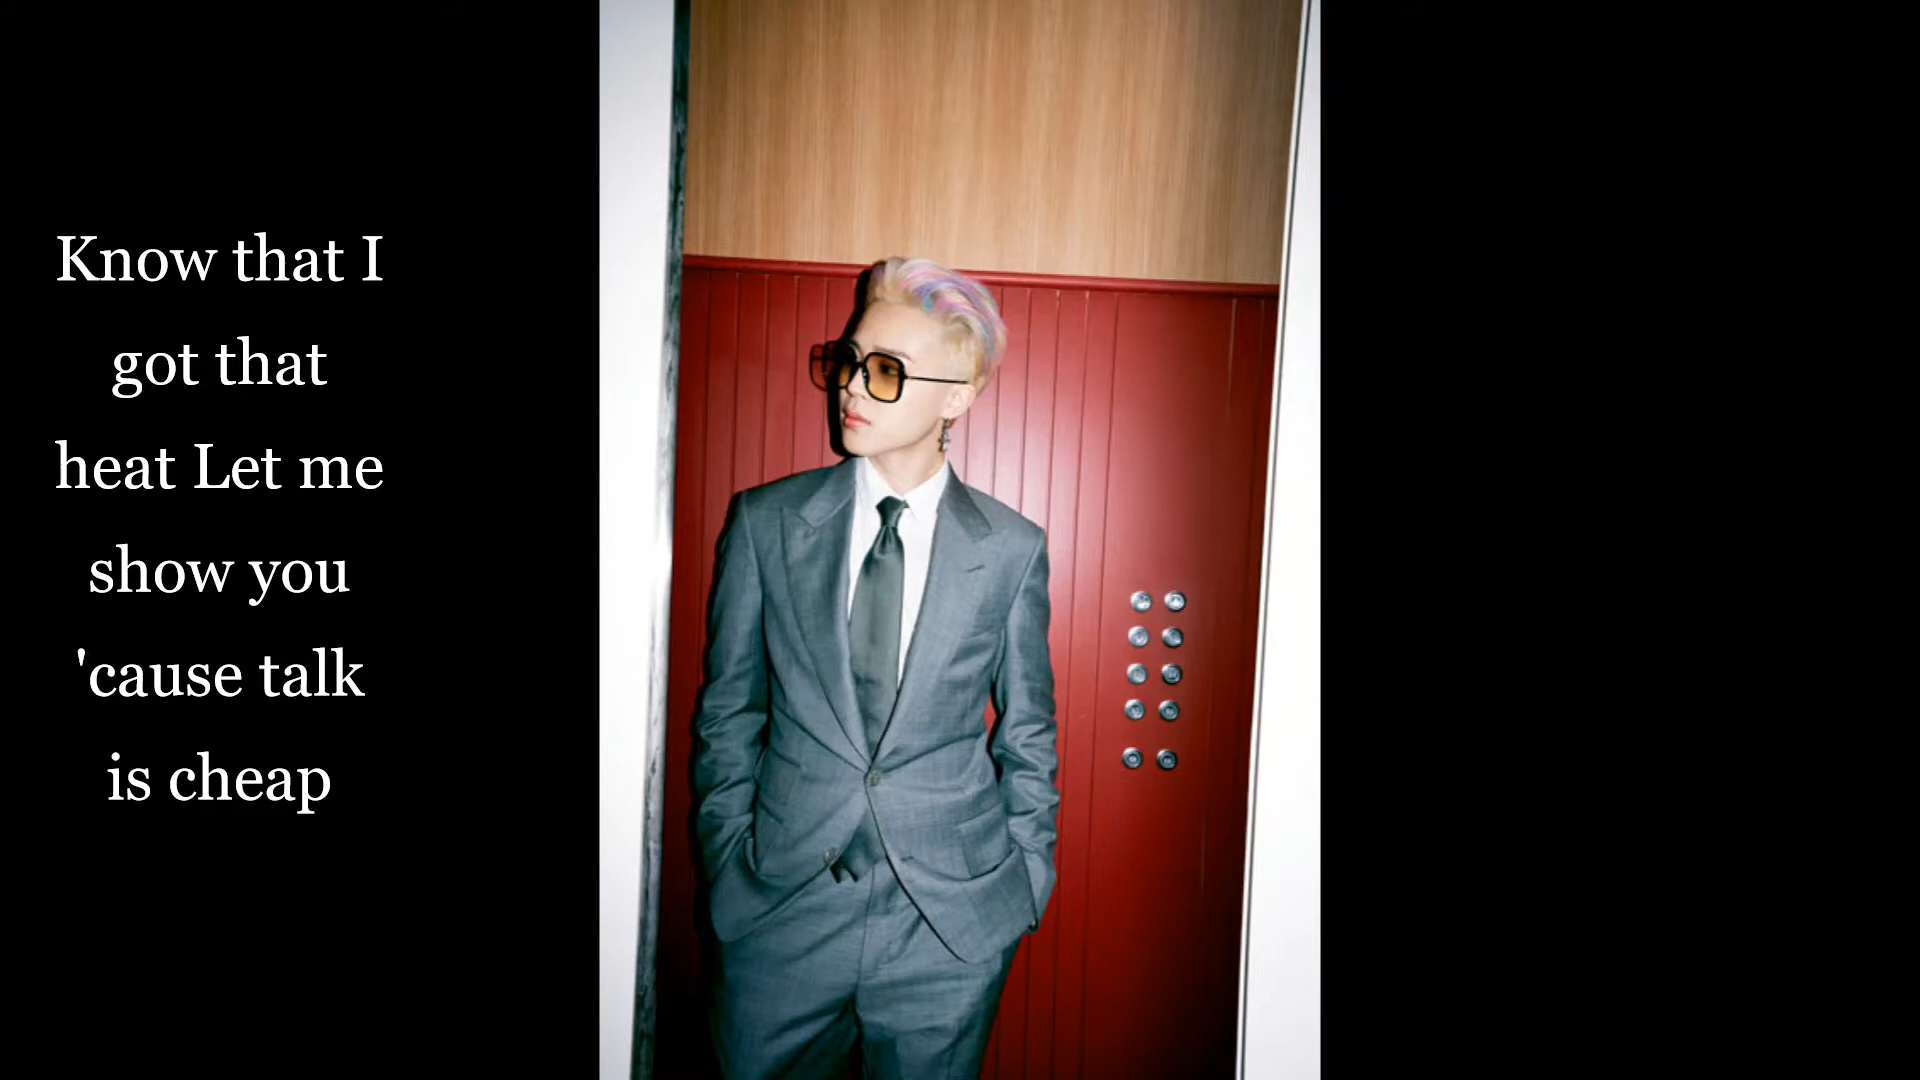 Know that I
got that
heat Let me
show you
'cause talk
is cheap